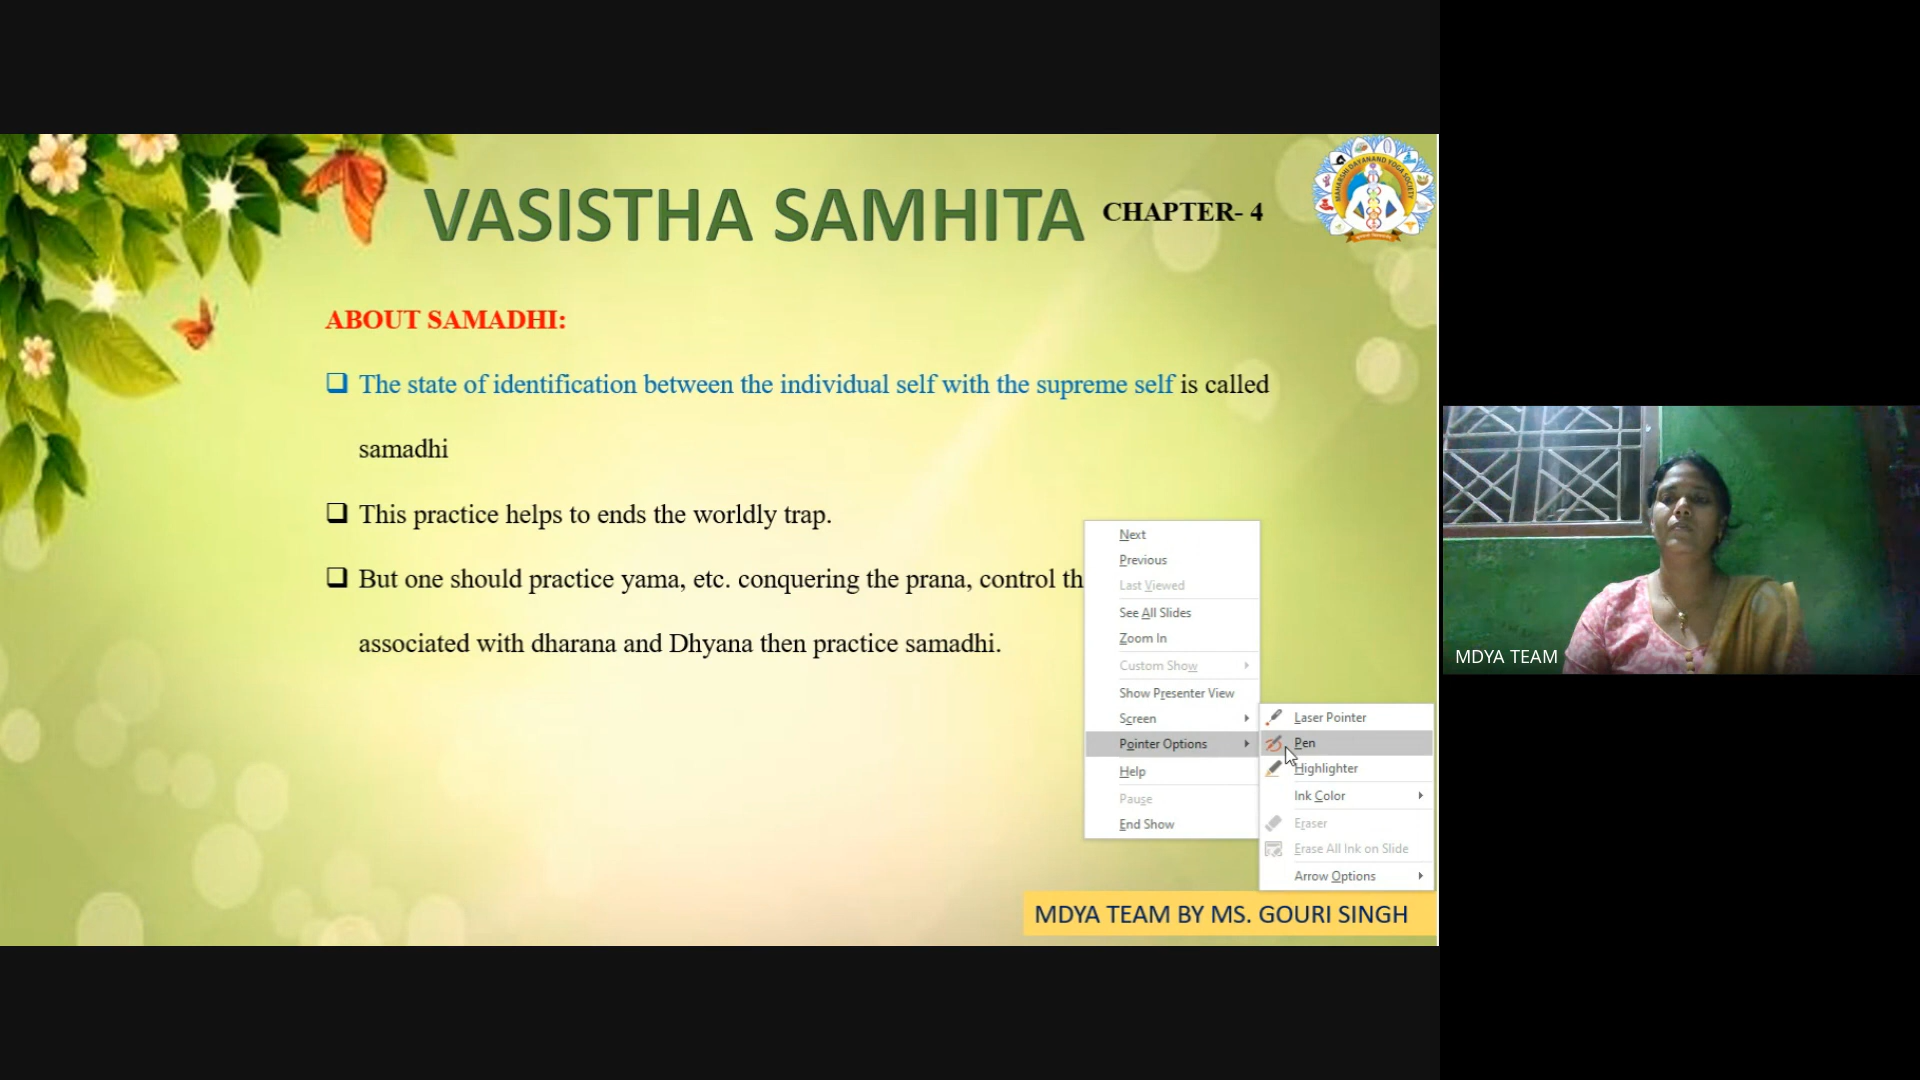 VASISTHA SAMHITA CHAPTER- 4
MAHARSHI DAYANAND YOGA SOCIETY
ABOUT SAMADHI:
The state of identification between the individual self with the supreme self is called
samadhi
This practice helps to ends the worldly trap.
But one should practice yama, etc. conquering the prana, control th
associated with dharana and Dhyana then practice samadhi.
Next
Previous
Last Viewed
See All Slides
Zoom In
Custom Show
Show Presenter View
Screen
Pointer Options
Help
Pause
End Show
Laser Pointer
Pen
Highlighter
Ink Color
Eraser
Erase All Ink on Slide
Arrow Options
MDYA TEAM BY MS. GOURI SINGH
MDYA TEAM